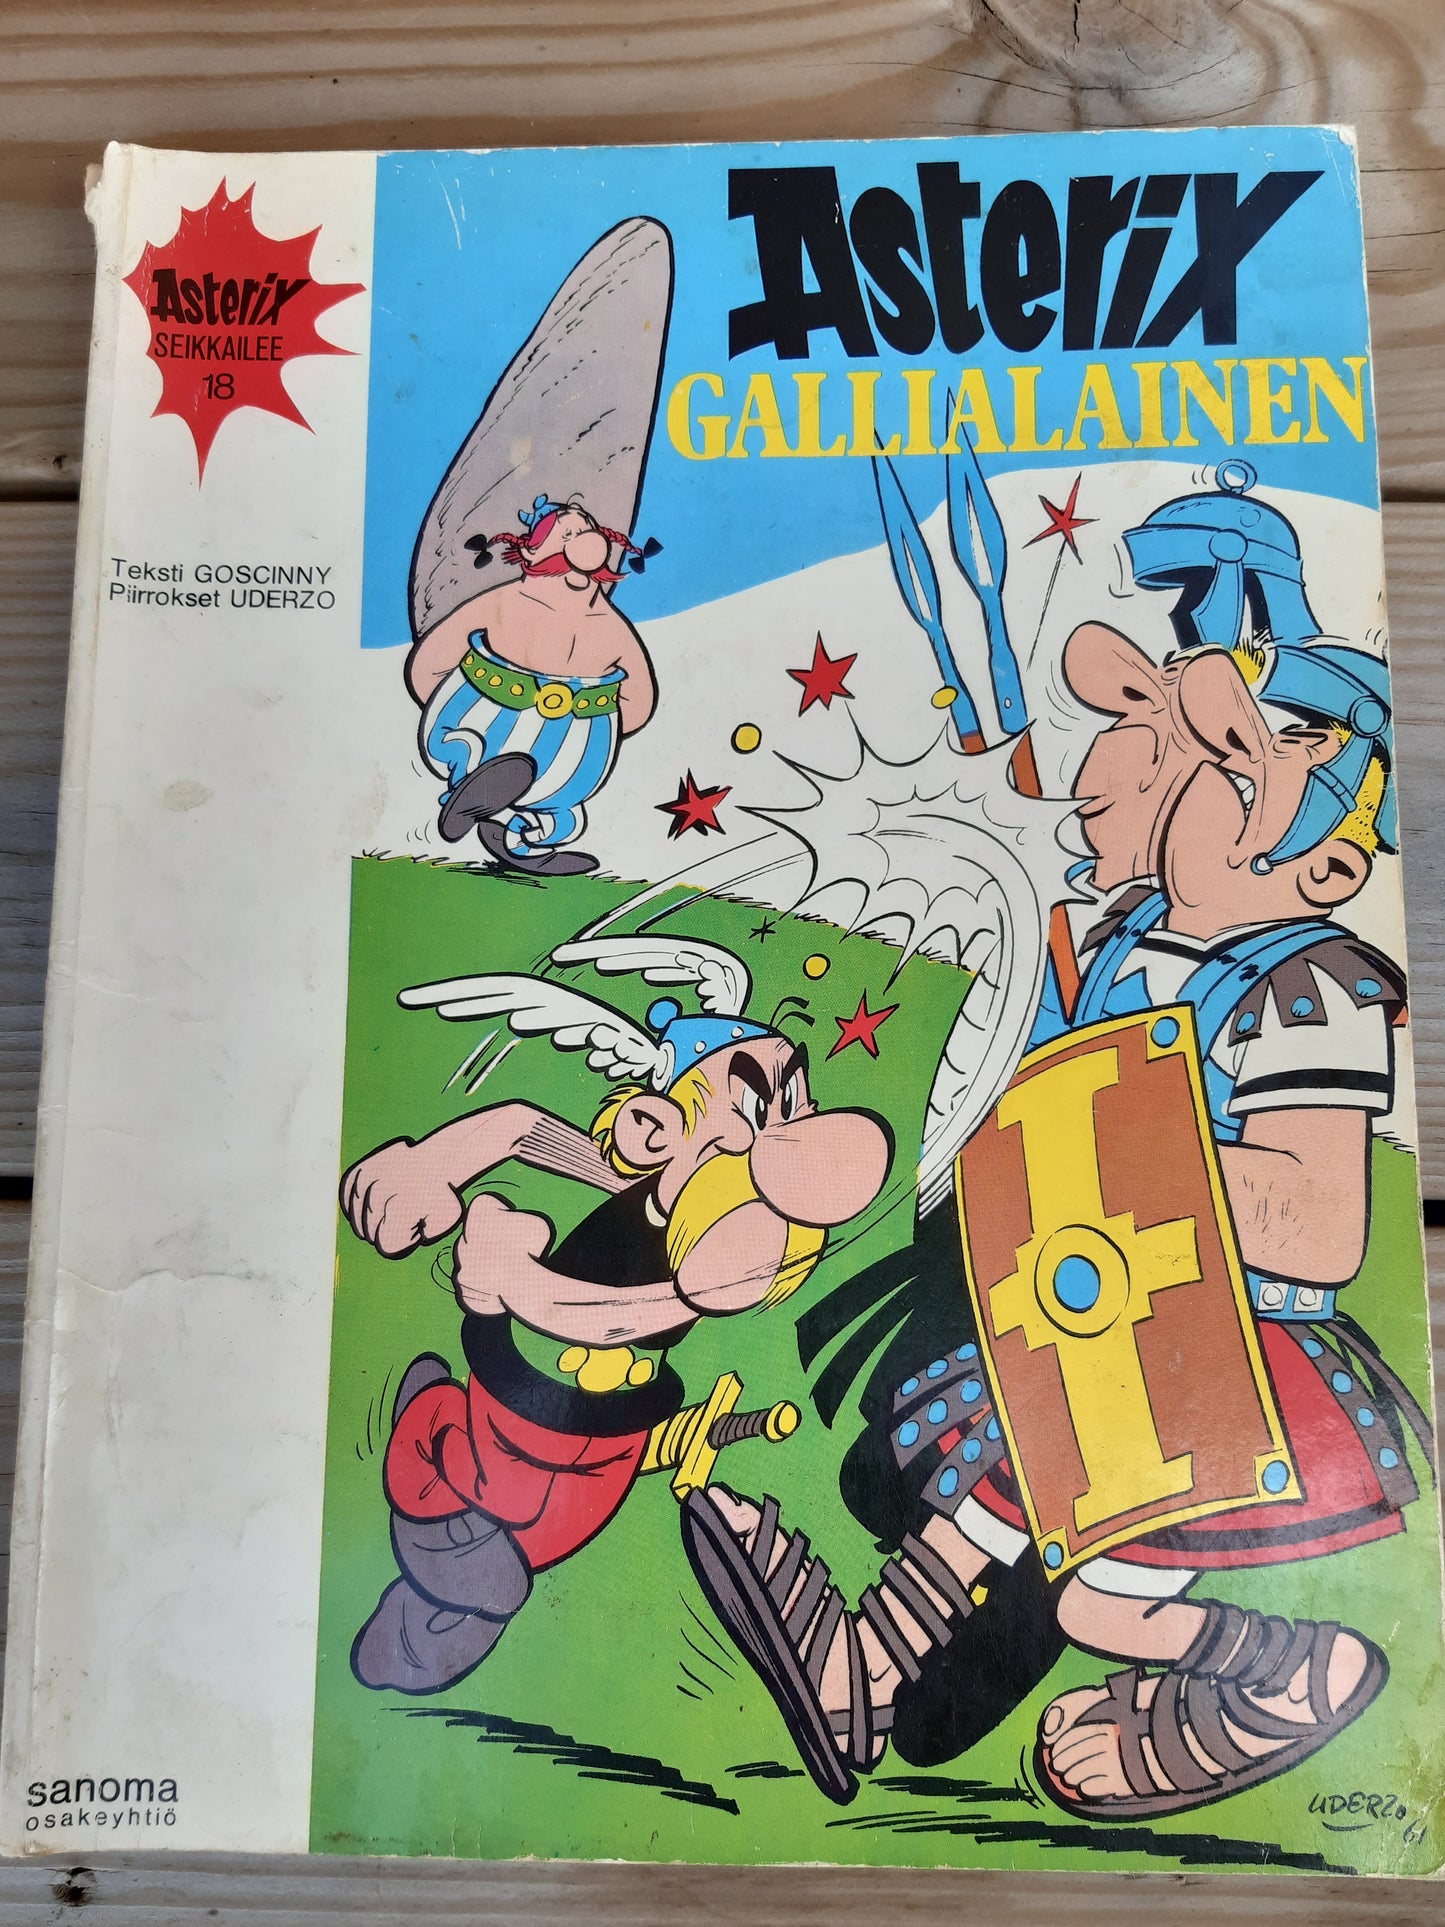 Asterix
SEIKKAILEE
18
Asterix
GALLIALAINEN
Teksti GOSCINNY
Piirrokset UDERZO
sanoma
osakeyhtiö
UDERZO
61